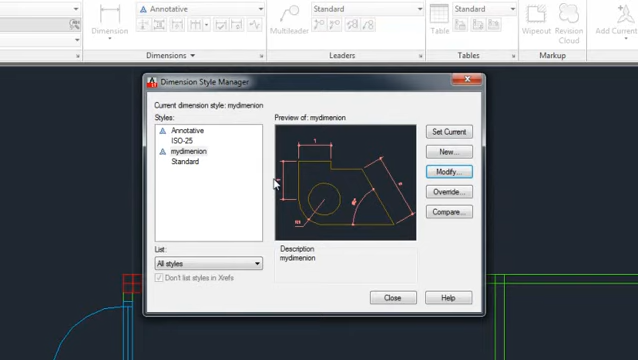 Annotative
Standard
Standard
Dimension
Multileader
Table
Wipeout
Revision Cloud
Add Current
Dimensions
Leaders
Tables
Markup
Dimension Style Manager
Current dimension style: mydimenion
Styles:
Annotative
ISO-25
mydimenion
Standard
List:
All styles
Don't list styles in Xrefs
Preview of: mydimenion
Description
mydimenion
Set Current
New...
Modify...
Override...
Compare...
Close
Help